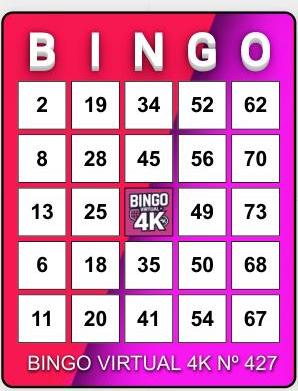 B I N G O
2 19 34 52 62
8 28 45 56 70
13 25 BINGO VIRTUAL 4K 49 73
6 18 35 50 68
11 20 41 54 67
BINGO VIRTUAL 4K Nº 427